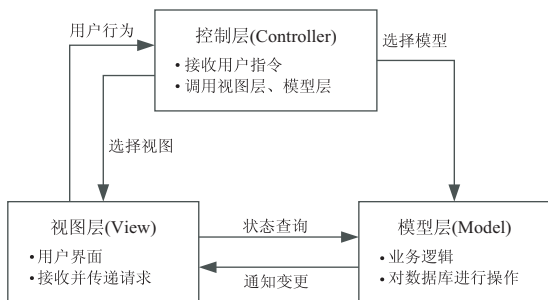 用户行为
控制层(Controller)
• 接收用户指令
• 调用视图层、模型层
选择模型
选择视图
视图层(View)
• 用户界面
• 接收并传递请求
状态查询
通知变更
模型层(Model)
• 业务逻辑
• 对数据库进行操作